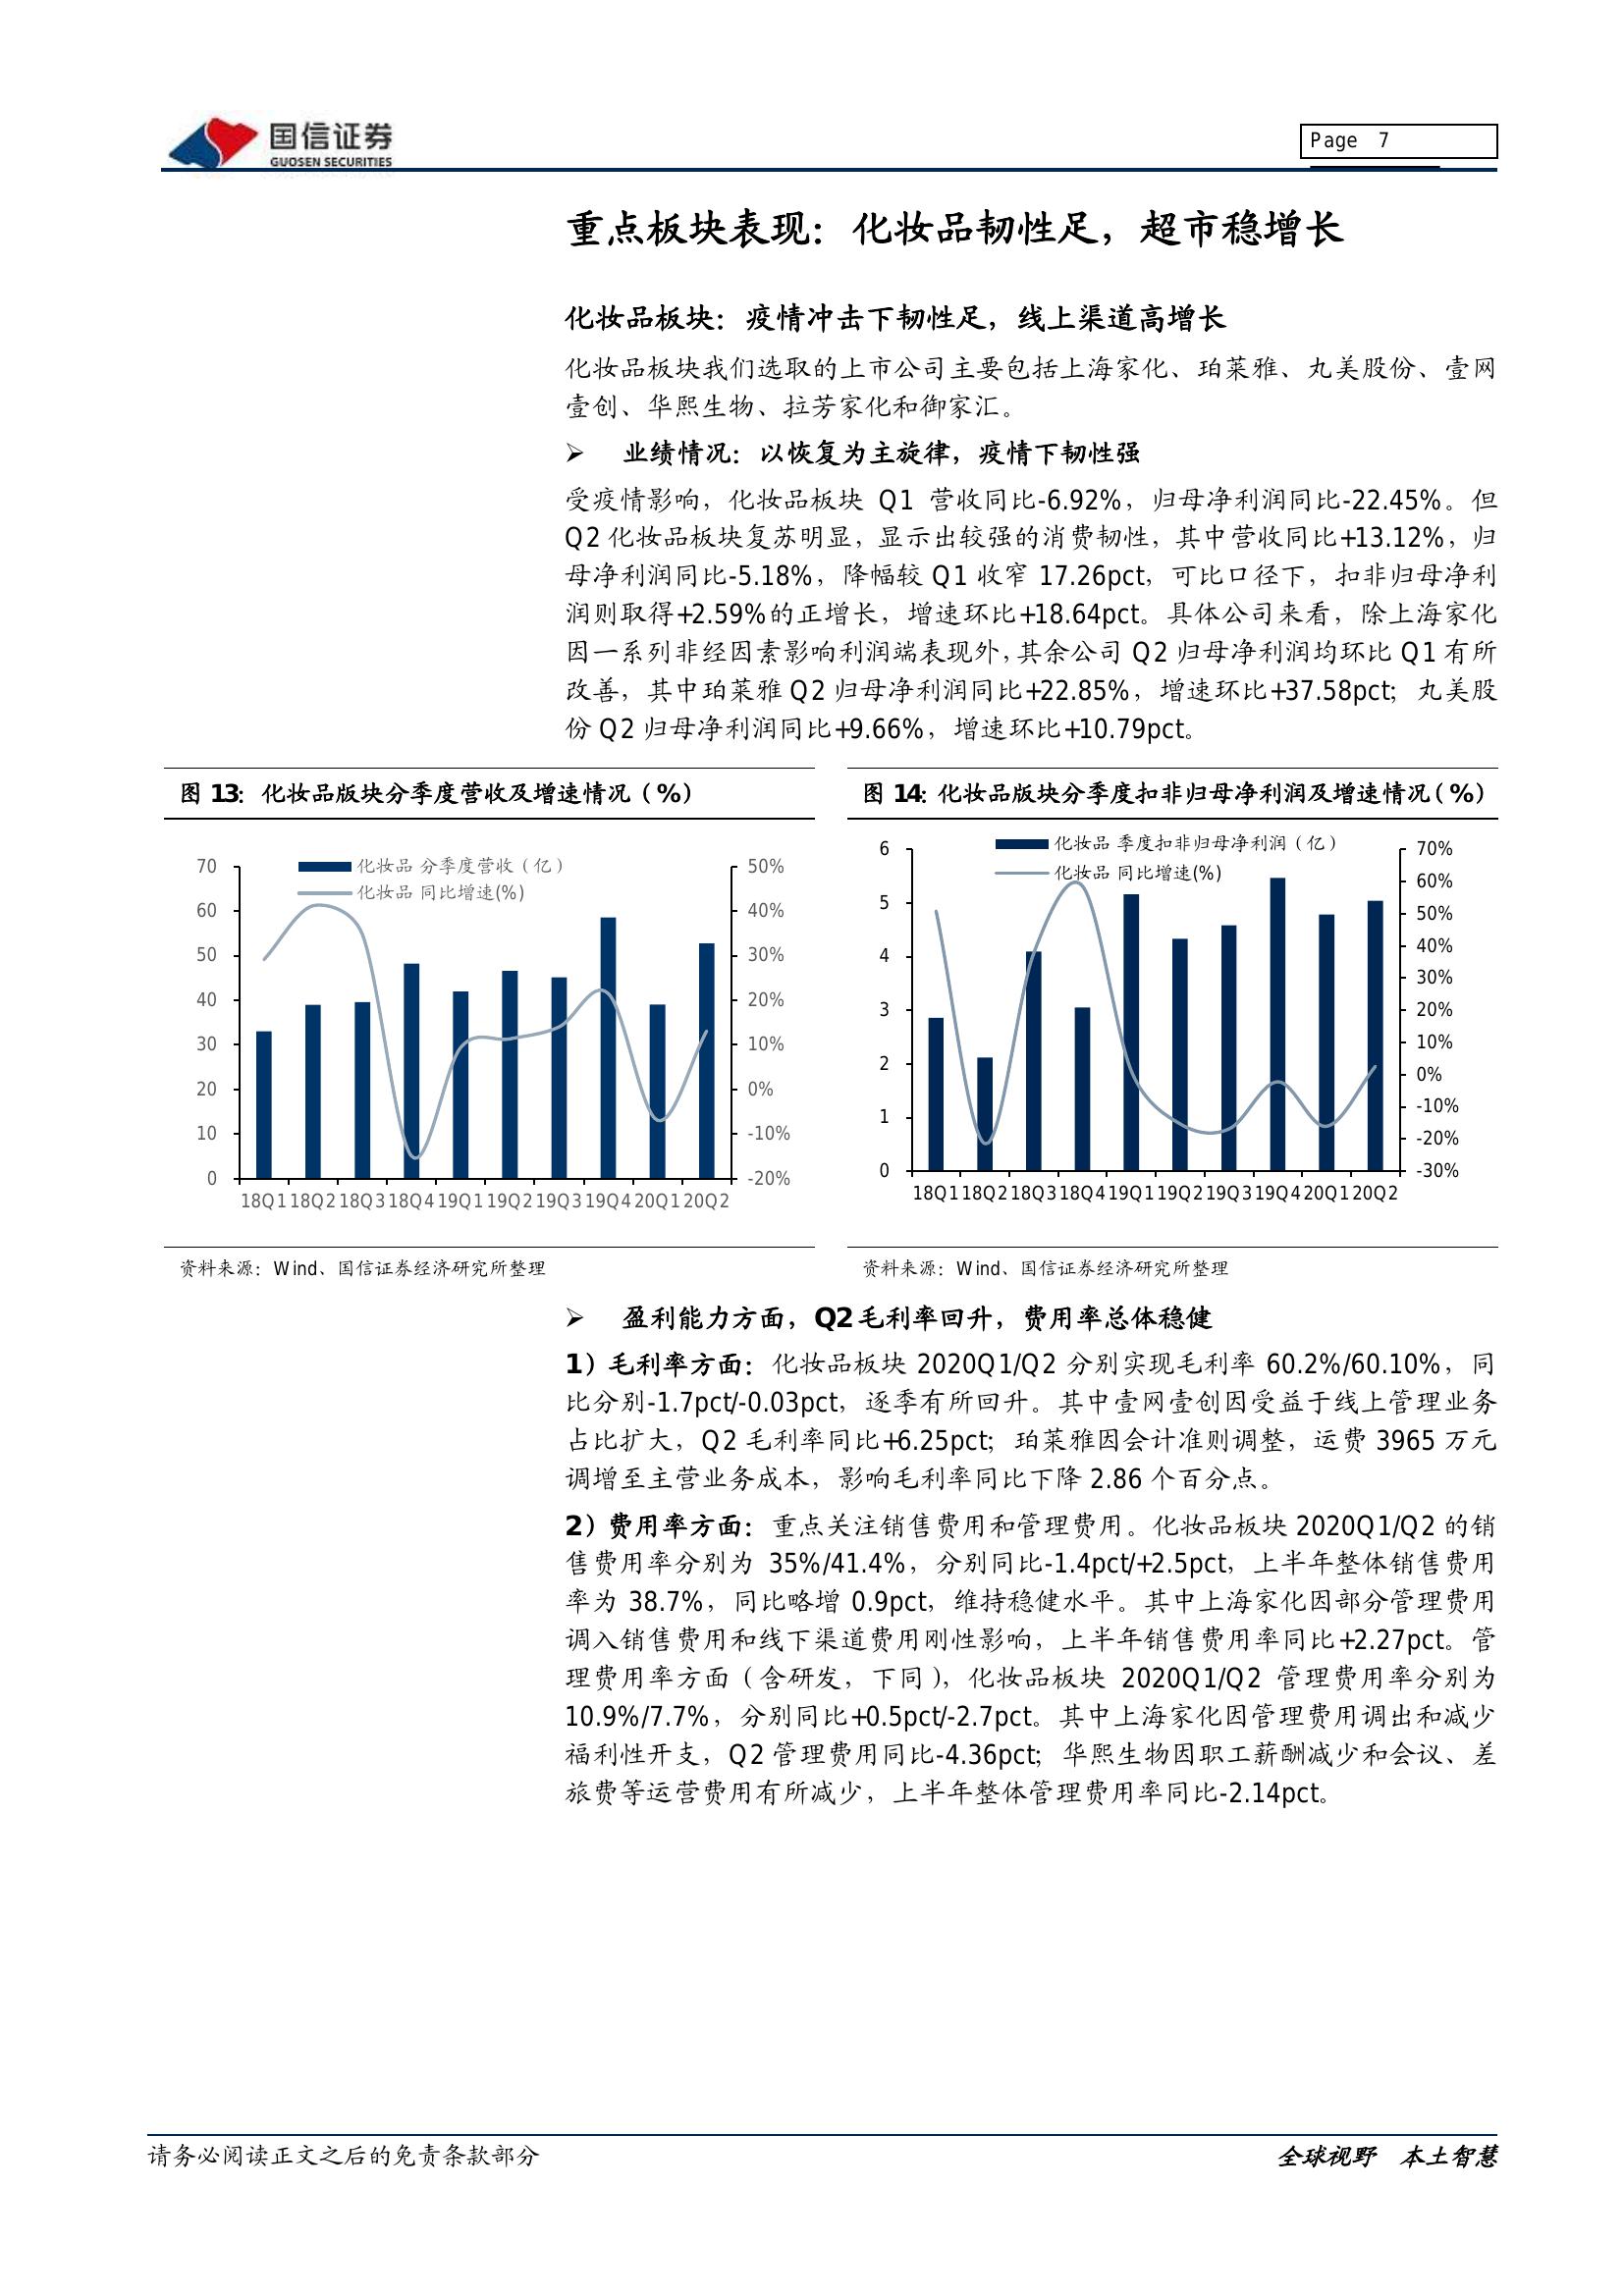 国信证券
GUOSEN SECURITIES
Page 7
重点板块表现：化妆品韧性足，超市稳增长
化妆品板块：疫情冲击下韧性足，线上渠道高增长
化妆品板块我们选取的上市公司主要包括上海家化、珀莱雅、丸美股份、壹网
壹创、华熙生物、拉芳家化和御家汇。
➢ 业绩情况：以恢复为主旋律，疫情下韧性强
受疫情影响，化妆品板块 Q1 营收同比-6.92%，归母净利润同比-22.45%。但
Q2 化妆品板块复苏明显，显示出较强的消费韧性，其中营收同比+13.12%，归
母净利润同比-5.18%，降幅较 Q1 收窄 17.26pct，可比口径下，扣非归母净利
润则取得+2.59%的正增长，增速环比+18.64pct。具体公司来看，除上海家化
因一系列非经因素影响利润端表现外，其余公司 Q2 归母净利润均环比 Q1 有所
改善，其中珀莱雅 Q2 归母净利润同比+22.85%，增速环比+37.58pct；丸美股
份 Q2 归母净利润同比+9.66%，增速环比+10.79pct。
图 13：化妆品版块分季度营收及增速情况（%）
化妆品 分季度营收（亿）
化妆品 同比增速(%)
70
60
50
40
30
20
10
0
50%
40%
30%
20%
10%
0%
-10%
-20%
18Q1 18Q2 18Q3 18Q4 19Q1 19Q2 19Q3 19Q4 20Q1 20Q2
资料来源：Wind、国信证券经济研究所整理
图 14：化妆品版块分季度扣非归母净利润及增速情况（%）
化妆品 季度扣非归母净利润（亿）
化妆品 同比增速(%)
6
5
4
3
2
1
0
70%
60%
50%
40%
30%
20%
10%
0%
-10%
-20%
-30%
18Q1 18Q2 18Q3 18Q4 19Q1 19Q2 19Q3 19Q4 20Q1 20Q2
资料来源：Wind、国信证券经济研究所整理
➢ 盈利能力方面，Q2 毛利率回升，费用率总体稳健
1）毛利率方面：化妆品板块 2020Q1/Q2 分别实现毛利率 60.2%/60.10%，同
比分别-1.7pct/-0.03pct，逐季有所回升。其中壹网壹创因受益于线上管理业务
占比扩大，Q2 毛利率同比+6.25pct；珀莱雅因会计准则调整，运费 3965 万元
调增至主营业务成本，影响毛利率同比下降 2.86 个百分点。
2）费用率方面：重点关注销售费用和管理费用。化妆品板块 2020Q1/Q2 的销
售费用率分别为 35%/41.4%，分别同比-1.4pct/+2.5pct，上半年整体销售费用
率为 38.7%，同比略增 0.9pct，维持稳健水平。其中上海家化因部分管理费用
调入销售费用和线下渠道费用刚性影响，上半年销售费用率同比+2.27pct。管
理费用率方面（含研发，下同），化妆品板块 2020Q1/Q2 管理费用率分别为
10.9%/7.7%，分别同比+0.5pct/-2.7pct。其中上海家化因管理费用调出和减少
福利性开支，Q2 管理费用同比-4.36pct；华熙生物因职工薪酬减少和会议、差
旅费等运营费用有所减少，上半年整体管理费用率同比-2.14pct。
请务必阅读正文之后的免责条款部分
全球视野 本土智慧